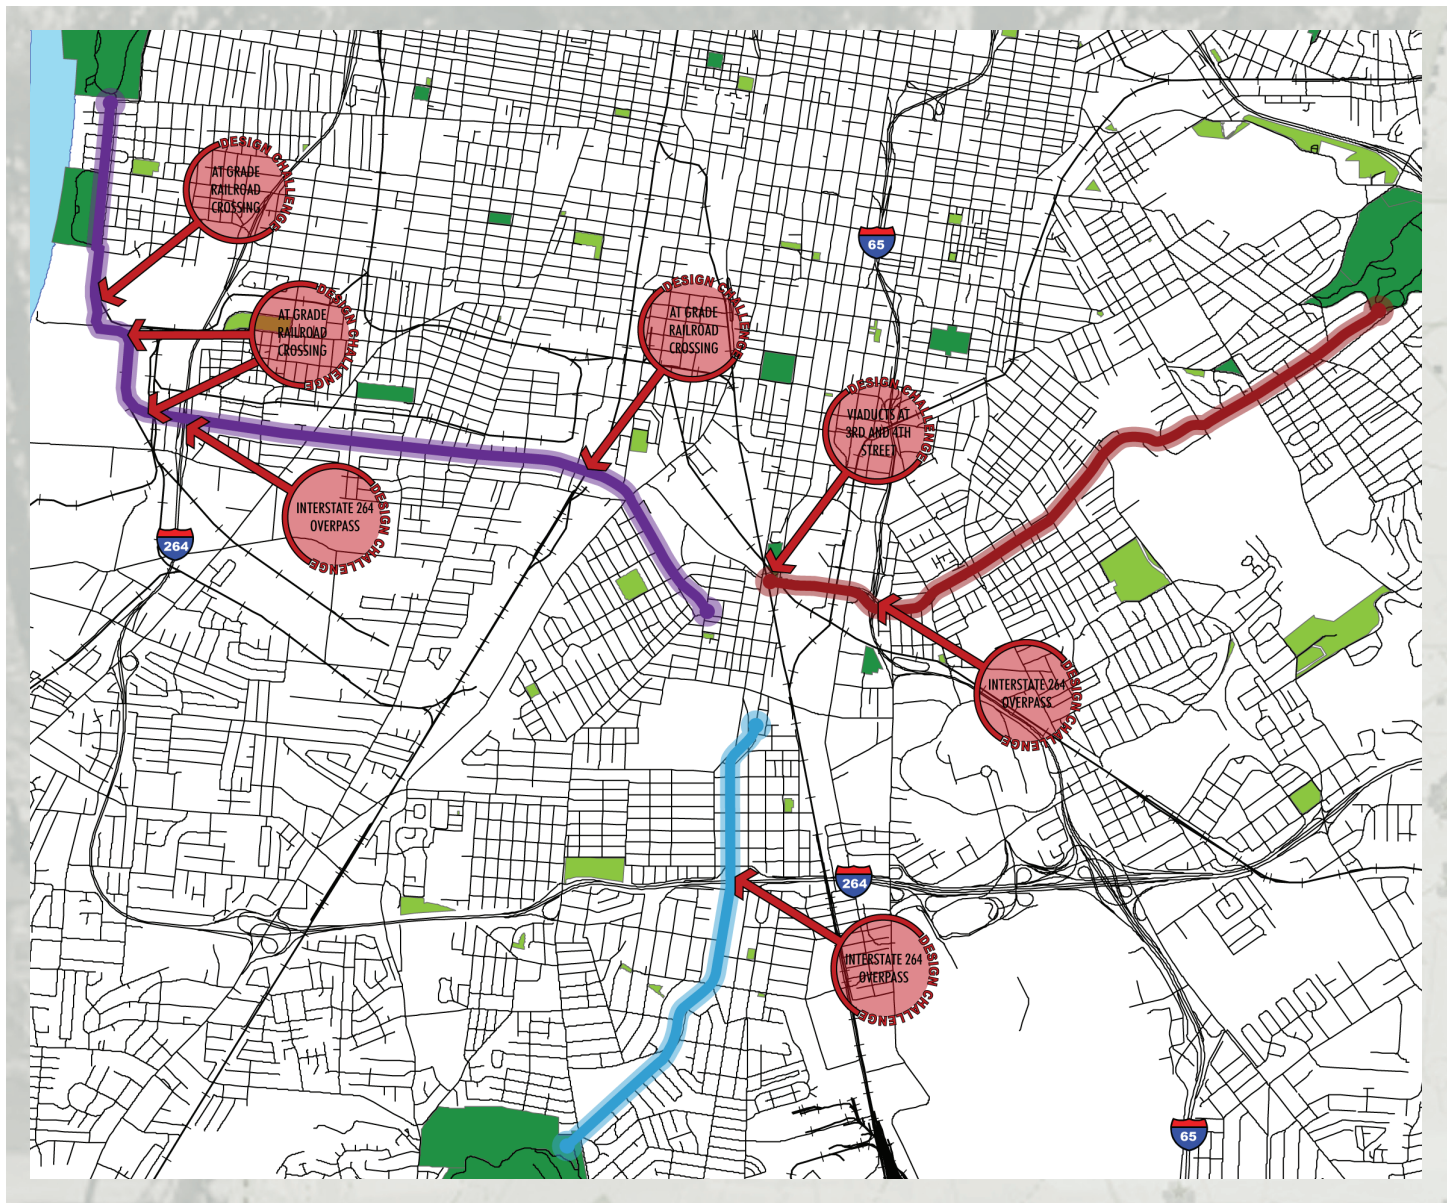 DESIGN CHALLENGE
AT GRADE
RAILROAD
CROSSING
65
DESIGN CHALLENGE
AT GRADE
RAILROAD
CROSSING
DESIGN CHALLENGE
AT GRADE
RAILROAD
CROSSING
DESIGN CHALLENGE
VIADUCTS AT
3RD AND 4TH
STREET
DESIGN CHALLENGE
INTERSTATE 264
OVERPASS
264
DESIGN CHALLENGE
INTERSTATE 264
OVERPASS
264
DESIGN CHALLENGE
INTERSTATE 264
OVERPASS
65